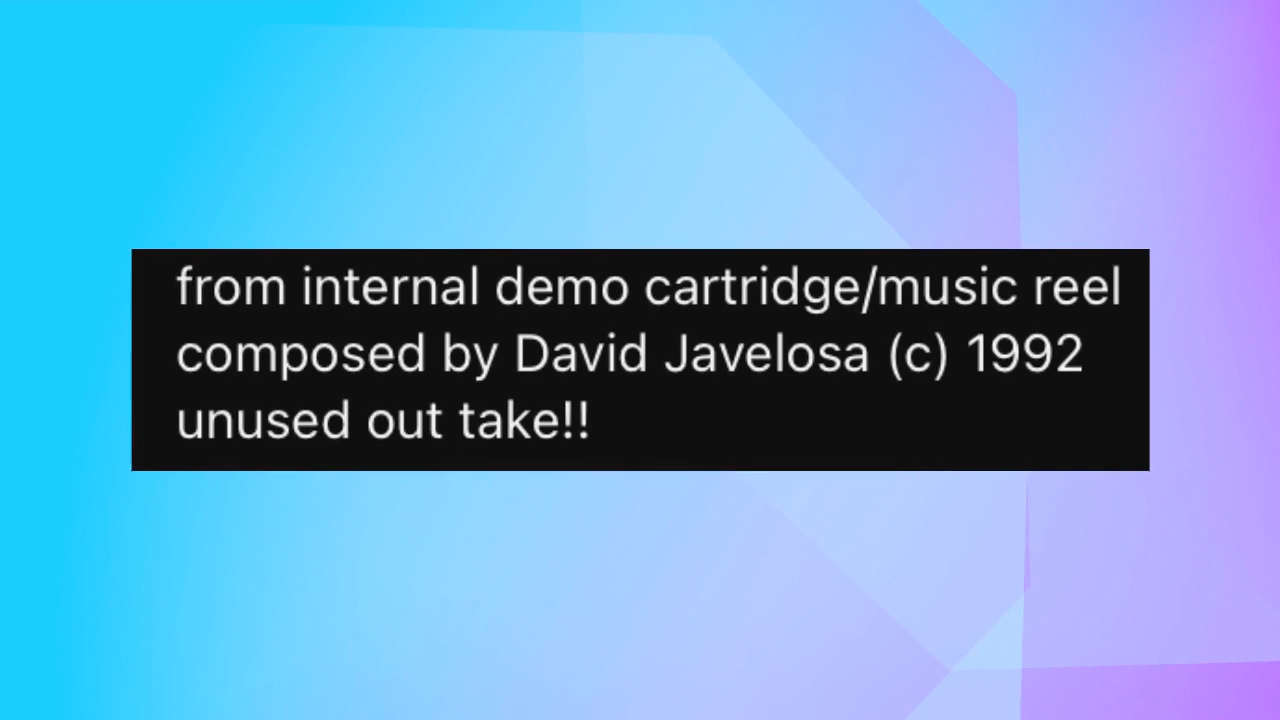 from internal demo cartridge/music reel
composed by David Javelosa (c) 1992
unused out take!!